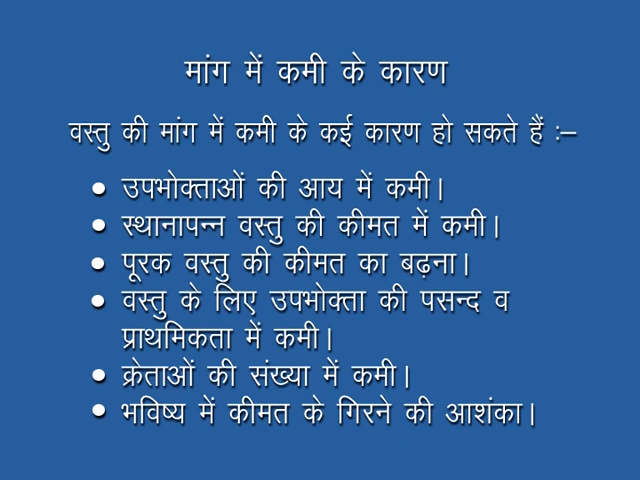 मांग में कमी के कारण
वस्तु की मांग में कमी के कई कारण हो सकते हैं :–
• उपभोक्ताओं की आय में कमी।
• स्थानापन्न वस्तु की कीमत में कमी।
• पूरक वस्तु की कीमत का बढ़ना।
• वस्तु के लिए उपभोक्ता की पसन्द व
प्राथमिकता में कमी।
• क्रेताओं की संख्या में कमी।
• भविष्य में कीमत के गिरने की आशंका।